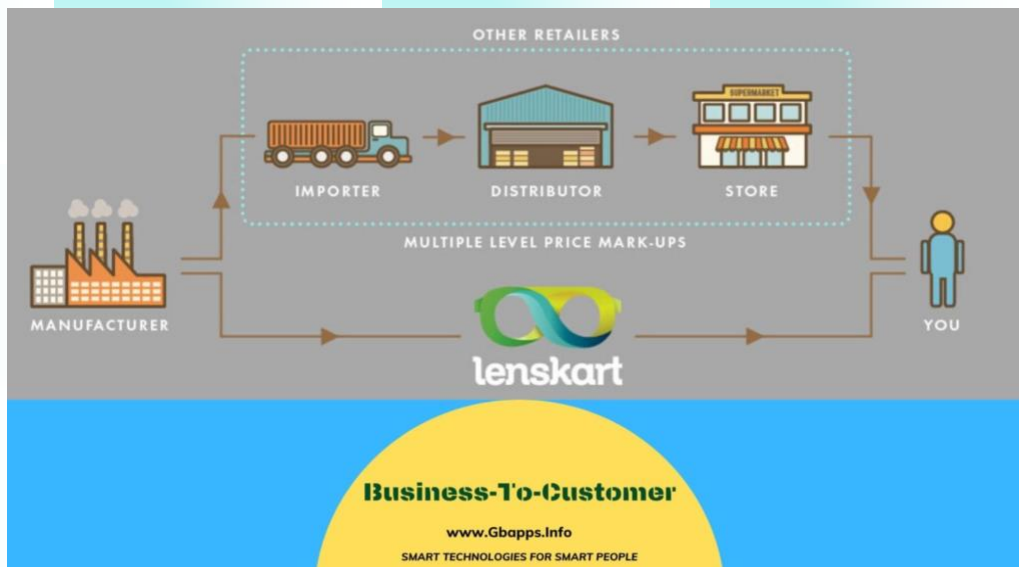 OTHER RETAILERS
SUPERMARKET
IMPORTER
DISTRIBUTOR
STORE
MULTIPLE LEVEL PRICE MARK-UPS
MANUFACTURER
YOU
lenskart
Business-To-Customer
www.Gbapps.Info
SMART TECHNOLOGIES FOR SMART PEOPLE